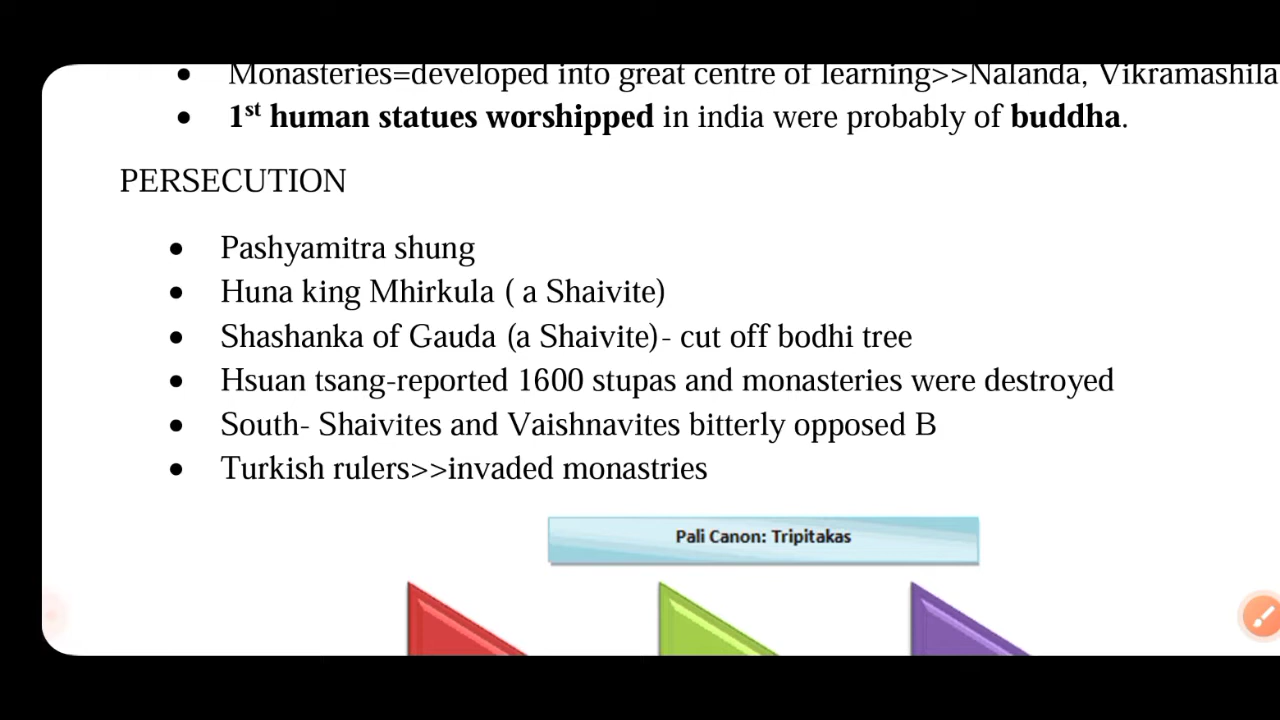 • Monasteries=developed into great centre of learning>>Nalanda, Vikramashila
• 1st human statues worshipped in india were probably of buddha.
PERSECUTION
• Pashyamitra shung
• Huna king Mhirkula ( a Shaivite)
• Shashanka of Gauda (a Shaivite)- cut off bodhi tree
• Hsuan tsang-reported 1600 stupas and monasteries were destroyed
• South- Shaivites and Vaishnavites bitterly opposed B
• Turkish rulers>>invaded monastries
Pali Canon: Tripitakas